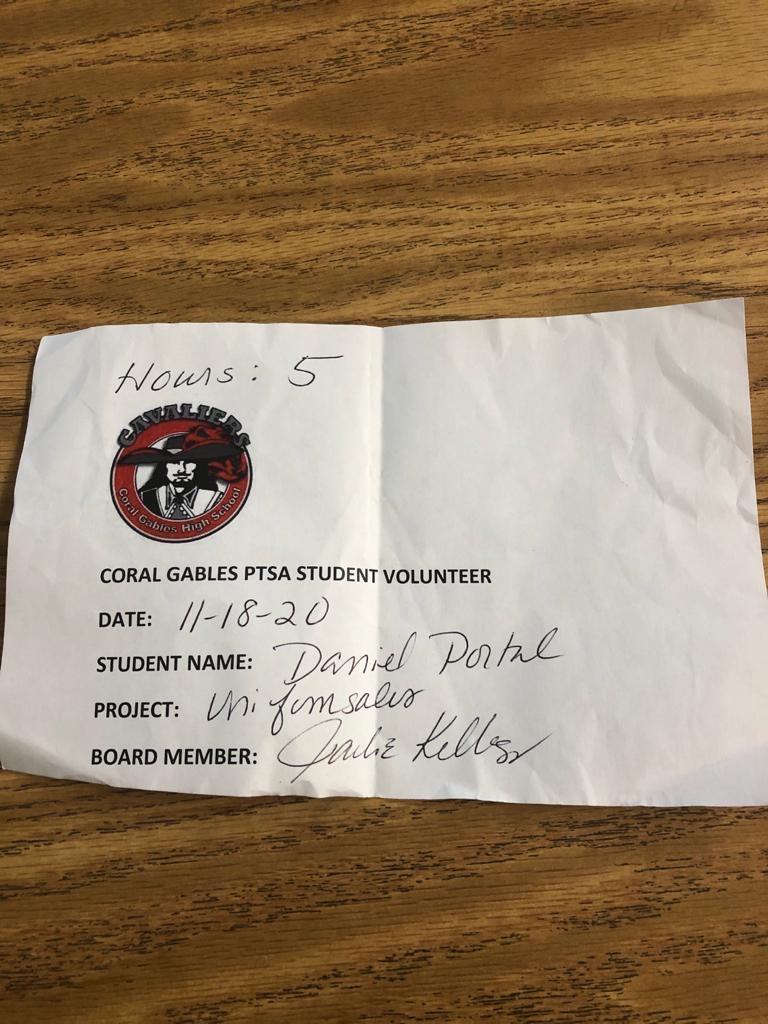 Hours: 5
CAVALIERS
Coral Gables High School
CORAL GABLES PTSA STUDENT VOLUNTEER
DATE: 11-18-20
STUDENT NAME: Daniel Portal
PROJECT: Uniform sales
BOARD MEMBER: